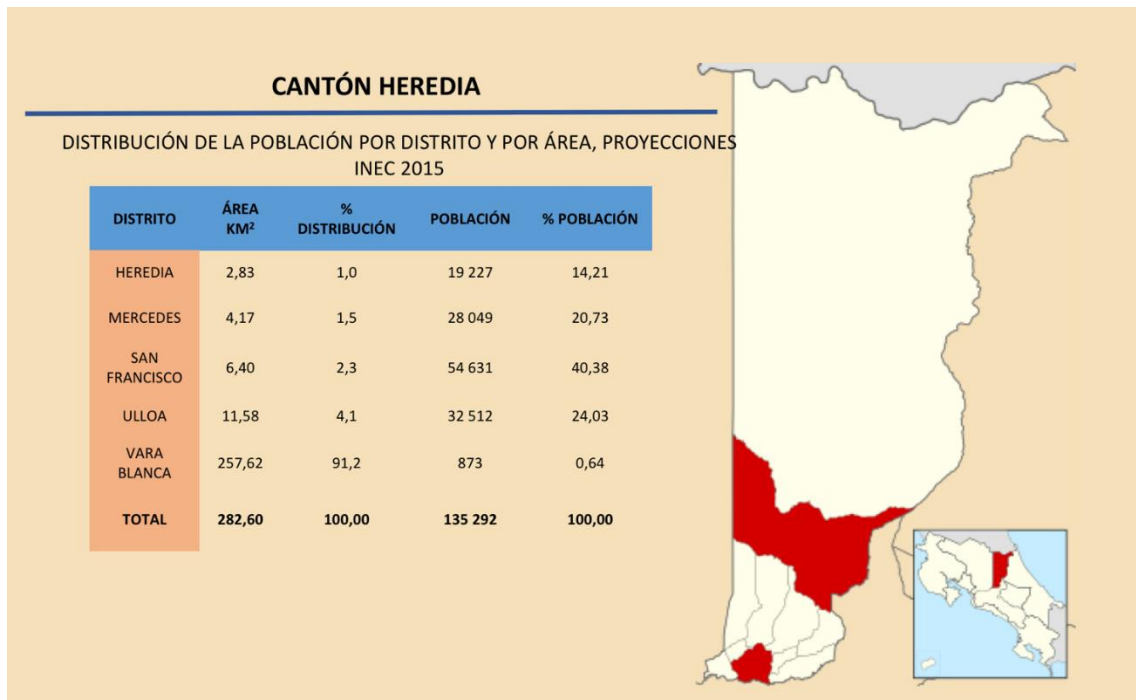 CANTÓN HEREDIA
DISTRIBUCIÓN DE LA POBLACIÓN POR DISTRITO Y POR ÁREA, PROYECCIONES
INEC 2015
DISTRITO ÁREA KM² % DISTRIBUCIÓN POBLACIÓN % POBLACIÓN
HEREDIA 2,83 1,0 19 227 14,21
MERCEDES 4,17 1,5 28 049 20,73
SAN FRANCISCO 6,40 2,3 54 631 40,38
ULLOA 11,58 4,1 32 512 24,03
VARA BLANCA 257,62 91,2 873 0,64
TOTAL 282,60 100,00 135 292 100,00